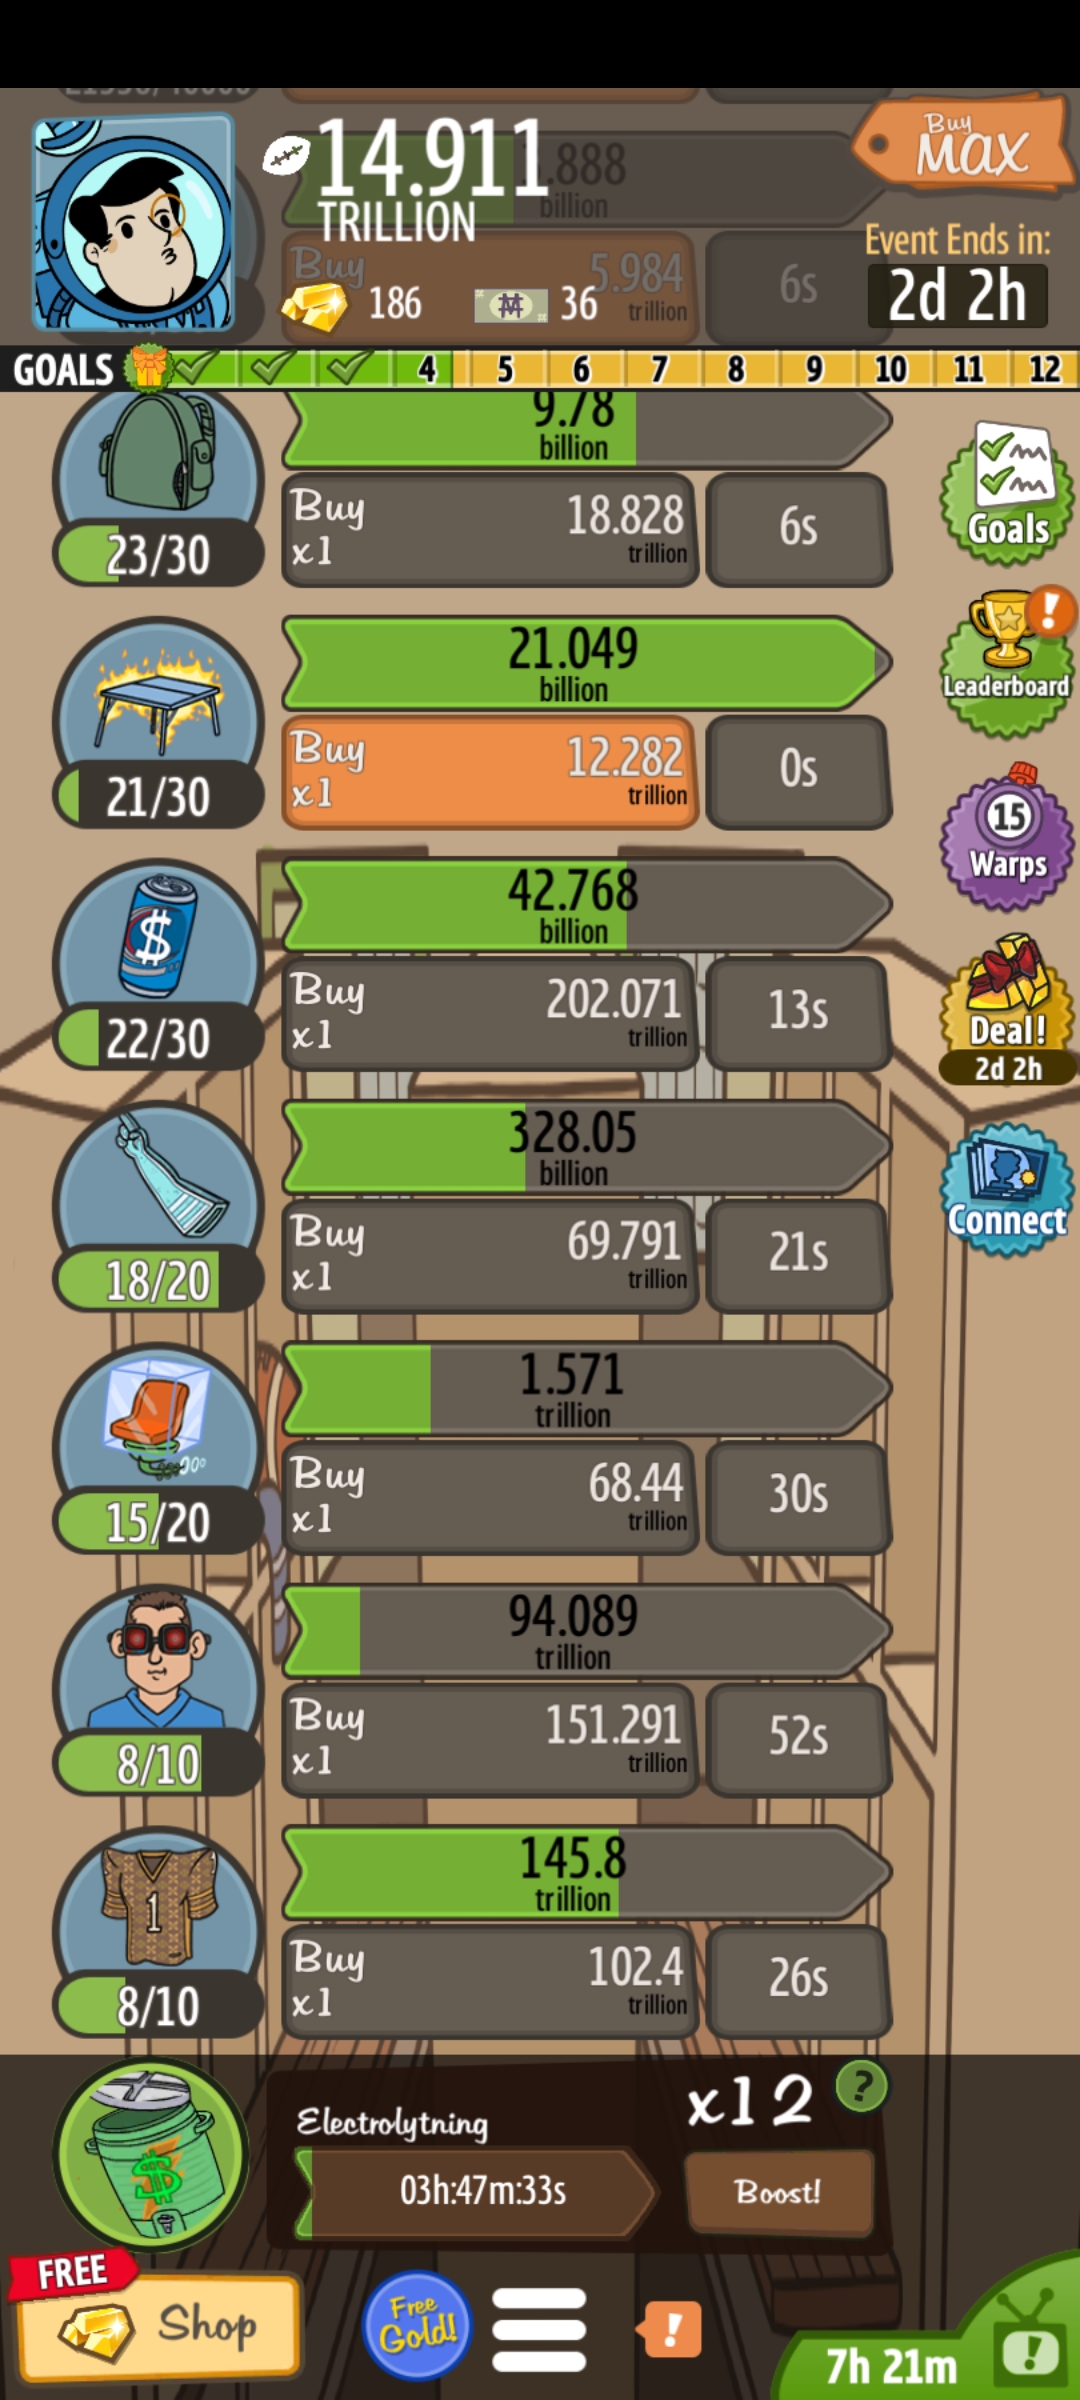 14.911
TRILLION
.888
billion
Buy
MAX
Event Ends in:
2d 2h
Buy
5.984
trillion
6s
186
36
GOALS
4
5
6
7
8
9
10
11
12
9.78
billion
23/30
Buy
x1
18.828
trillion
6s
Goals
21.049
billion
21/30
Buy
x1
12.282
trillion
0s
!
Leaderboard
15
Warps
42.768
billion
$
22/30
Buy
x1
202.071
trillion
13s
Deal!
2d 2h
328.05
billion
18/20
Buy
x1
69.791
trillion
21s
Connect
1.571
trillion
15/20
Buy
x1
68.44
trillion
30s
94.089
trillion
8/10
Buy
x1
151.291
trillion
52s
145.8
trillion
1
8/10
Buy
x1
102.4
trillion
26s
$
Electrolytning
x12
?
03h:47m:33s
Boost!
FREE
Shop
Free
Gold!
!
7h 21m
!